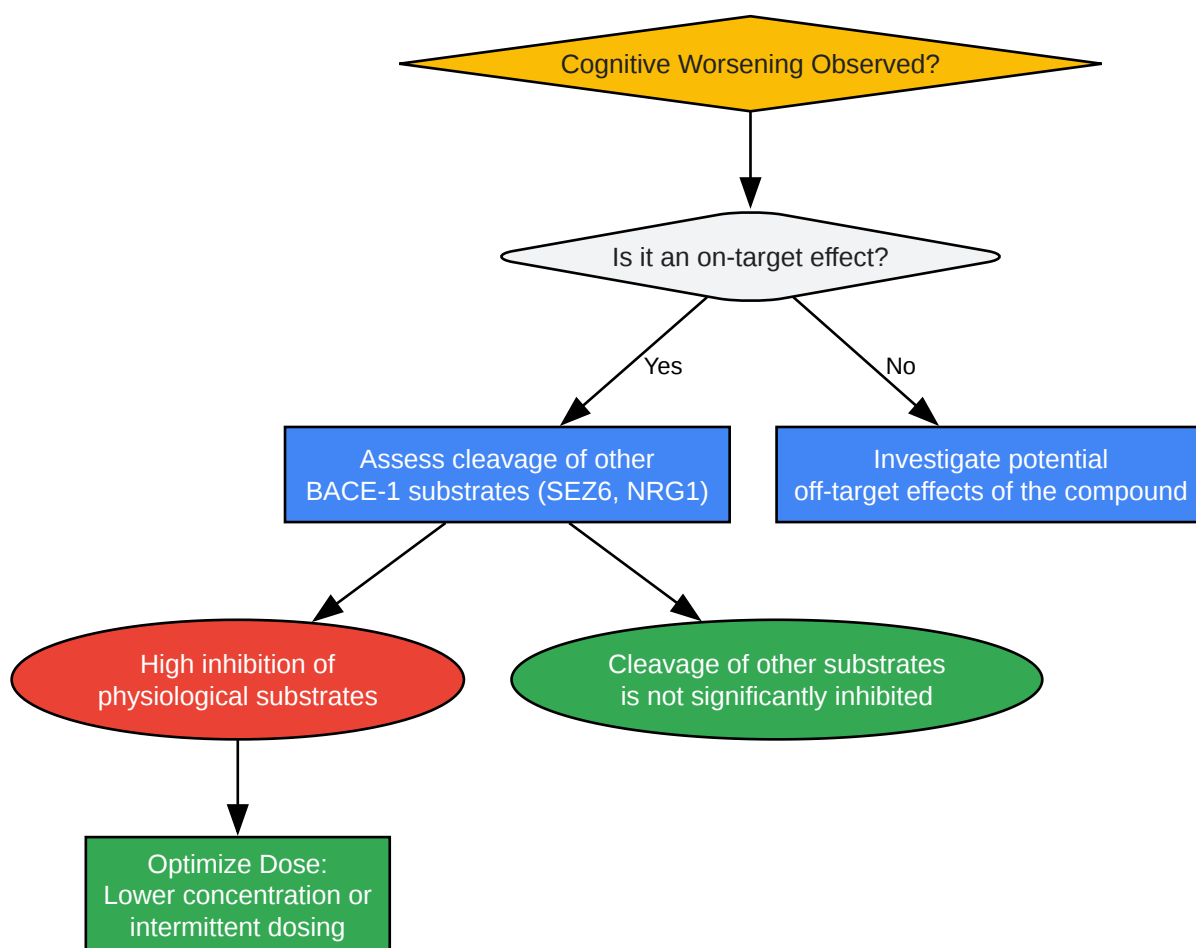 Cognitive Worsening Observed?
Is it an on-target effect?
Yes
No
Assess cleavage of other
BACE-1 substrates (SEZ6, NRG1)
Investigate potential
off-target effects of the compound
High inhibition of
physiological substrates
Cleavage of other substrates
is not significantly inhibited
Optimize Dose:
Lower concentration or
intermittent dosing